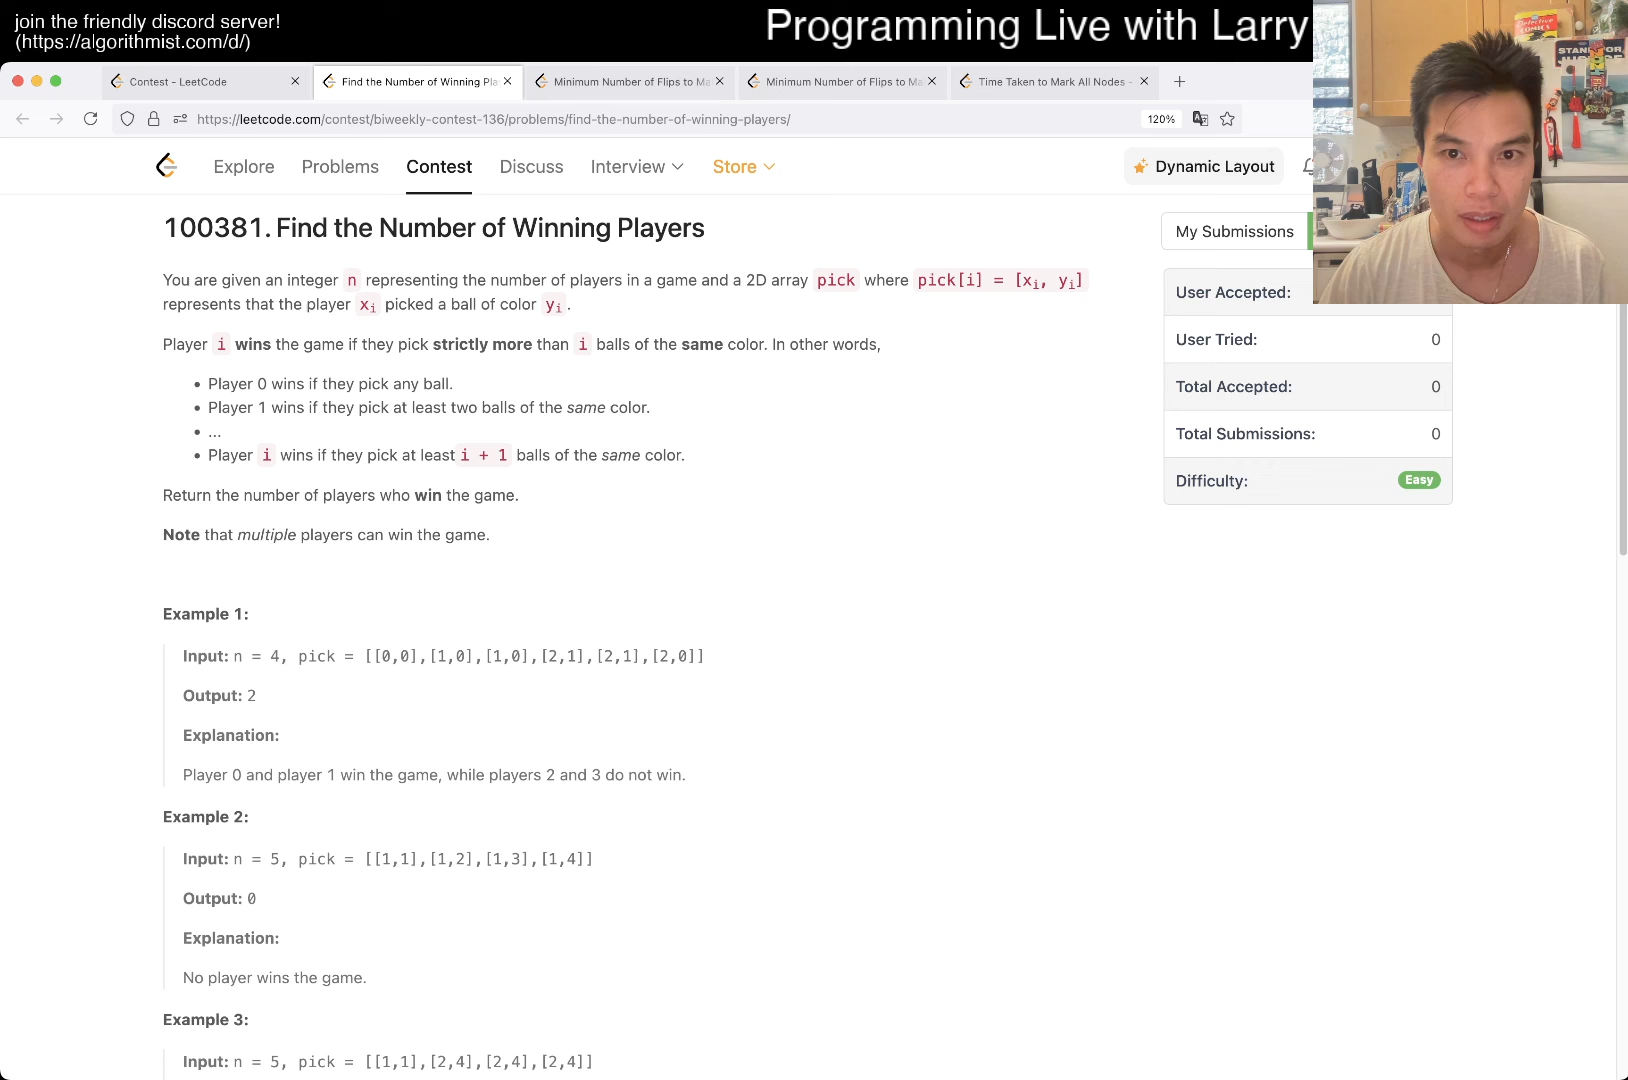 join the friendly discord server!
(https://algorithmist.com/d/)
Programming Live with Larry
Contest - LeetCode
Find the Number of Winning Pla
Minimum Number of Flips to Ma
Minimum Number of Flips to Ma
Time Taken to Mark All Nodes -
https://leetcode.com/contest/biweekly-contest-136/problems/find-the-number-of-winning-players/
120%
Explore
Problems
Contest
Discuss
Interview
Store
Dynamic Layout
100381. Find the Number of Winning Players
My Submissions
You are given an integer n representing the number of players in a game and a 2D array pick where pick[i] = [xi, yi]
represents that the player xi picked a ball of color yi.
Player i wins the game if they pick strictly more than i balls of the same color. In other words,
• Player 0 wins if they pick any ball.
• Player 1 wins if they pick at least two balls of the same color.
• ...
• Player i wins if they pick at least i + 1 balls of the same color.
Return the number of players who win the game.
Note that multiple players can win the game.
User Accepted:
User Tried: 0
Total Accepted: 0
Total Submissions: 0
Difficulty: Easy
Example 1:
Input: n = 4, pick = [[0,0],[1,0],[1,0],[2,1],[2,1],[2,0]]
Output: 2
Explanation:
Player 0 and player 1 win the game, while players 2 and 3 do not win.
Example 2:
Input: n = 5, pick = [[1,1],[1,2],[1,3],[1,4]]
Output: 0
Explanation:
No player wins the game.
Example 3:
Input: n = 5, pick = [[1,1],[2,4],[2,4],[2,4]]